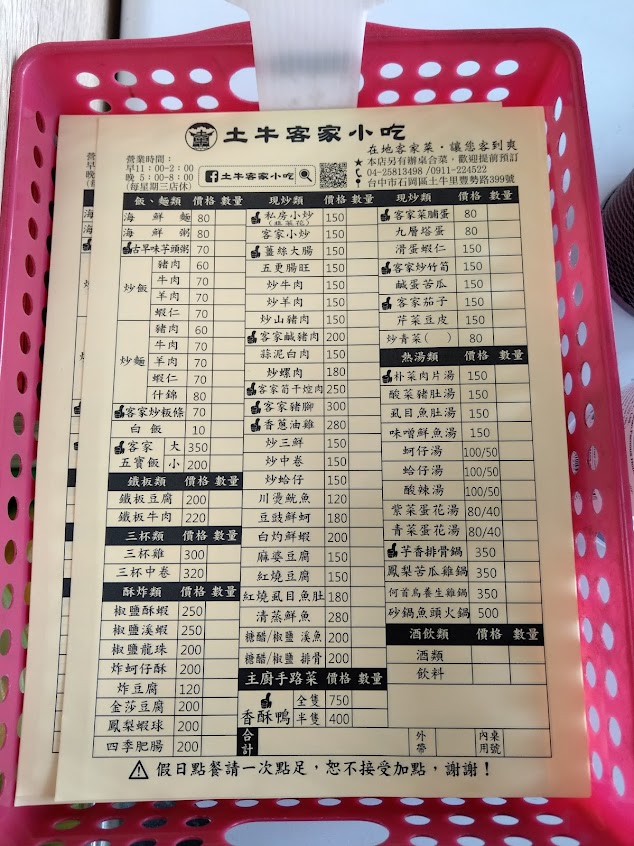 土牛客家小吃
在地客家菜·讓您客到爽
營業時間：
早11：00-2：00
晚 5：00-8：00
(每星期三店休)
土牛客家小吃
★本店另有辦桌合菜，歡迎提前預訂
04-25813498 /0911-224522
台中市石岡區土牛里豐勢路399號
飯、麵類 價格 數量
海鮮麵 80
海鮮粥 80
古早味芋頭粥 70
炒飯
豬肉 60
牛肉 70
羊肉 70
蝦仁 70
炒麵
豬肉 60
牛肉 70
羊肉 70
蝦仁 70
什錦 80
客家炒粄條 70
白飯 10
客家五寶飯
大 350
小 200
鐵板類 價格 數量
鐵板豆腐 200
鐵板牛肉 220
三杯類 價格 數量
三杯雞 300
三杯中卷 320
酥炸類 價格 數量
椒鹽酥蝦 250
椒鹽溪蝦 250
椒鹽龍珠 200
炸蚵仔酥 200
炸豆腐 120
金莎豆腐 200
鳳梨蝦球 200
四季肥腸 200
現炒類 價格 數量
私房小炒 150
(韭菜花)
客家小炒 150
薑絲大腸 150
五更腸旺 150
炒牛肉 150
炒羊肉 150
炒山豬肉 150
客家鹹豬肉 200
蒜泥白肉 150
炒螺肉 180
客家筍干焢肉 250
客家豬腳 300
香蔥油雞 280
炒三鮮 150
炒中卷 150
炒蛤仔 150
川燙魷魚 120
豆豉鮮蚵 180
白灼鮮蝦 200
麻婆豆腐 150
紅燒豆腐 150
紅燒虱目魚肚 180
清蒸鮮魚 280
糖醋/椒鹽 溪魚 200
糖醋/椒鹽 排骨 200
主廚手路菜 價格 數量
香酥鴨
全隻 750
半隻 400
現炒類 價格 數量
客家菜脯蛋 80
九層塔蛋 80
滑蛋蝦仁 150
客家炒竹筍 150
鹹蛋苦瓜 150
客家茄子 150
芹菜豆皮 150
炒青菜( ) 80
熱湯類 價格 數量
朴菜肉片湯 150
酸菜豬肚湯 150
虱目魚肚湯 150
味噌鮮魚湯 150
蚵仔湯 100/50
蛤仔湯 100/50
酸辣湯 100/50
紫菜蛋花湯 80/40
青菜蛋花湯 80/40
芋香排骨鍋 350
鳳梨苦瓜雞鍋 350
何首烏養生雞鍋 350
砂鍋魚頭火鍋 500
酒飲類 價格 數量
酒類
飲料
合計
外帶
內用桌號
假日點餐請一次點足，恕不接受加點，謝謝！